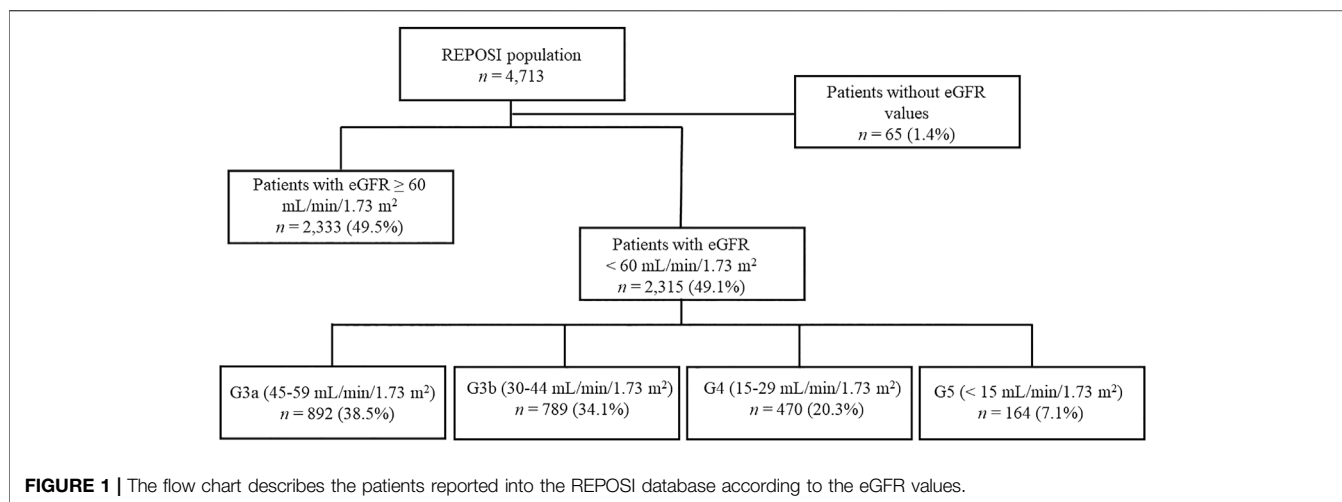 REPOSI population
n = 4,713
Patients without eGFR
values
n = 65 (1.4%)
Patients with eGFR ≥ 60
mL/min/1.73 m²
n = 2,333 (49.5%)
Patients with eGFR
< 60 mL/min/1.73 m²
n = 2,315 (49.1%)
G3a (45-59 mL/min/1.73 m²)
n = 892 (38.5%)
G3b (30-44 mL/min/1.73 m²)
n = 789 (34.1%)
G4 (15-29 mL/min/1.73 m²)
n = 470 (20.3%)
G5 (< 15 mL/min/1.73 m²)
n = 164 (7.1%)
FIGURE 1 | The flow chart describes the patients reported into the REPOSI database according to the eGFR values.